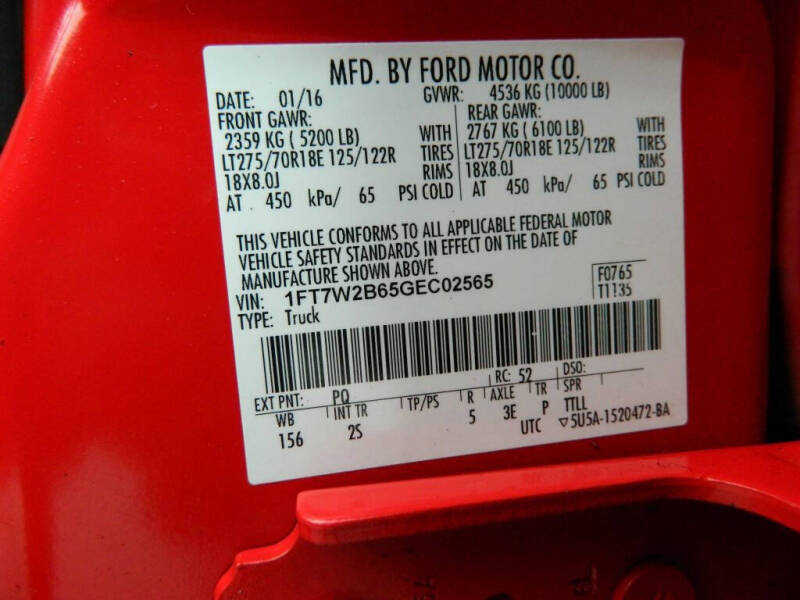 MFD. BY FORD MOTOR CO.
DATE: 01/16 GVWR: 4536 KG (10000 LB)
FRONT GAWR: REAR GAWR:
2359 KG ( 5200 LB) WITH 2767 KG ( 6100 LB) WITH
LT275/70R18E 125/122R TIRES LT275/70R18E 125/122R TIRES
18X8.0J RIMS 18X8.0J RIMS
AT 450 kPa/ 65 PSI COLD AT 450 kPa/ 65 PSI COLD
THIS VEHICLE CONFORMS TO ALL APPLICABLE FEDERAL MOTOR
VEHICLE SAFETY STANDARDS IN EFFECT ON THE DATE OF
MANUFACTURE SHOWN ABOVE.
VIN: 1FT7W2B65GEC02565 F0765
TYPE: Truck T1135
EXT PNT: PQ RC: 52 DSO:
WB INT TR TP/PS R AXLE TR SPR
156 2S 5 3E P TTLL
UTC ▽5U5A-1520472-BA